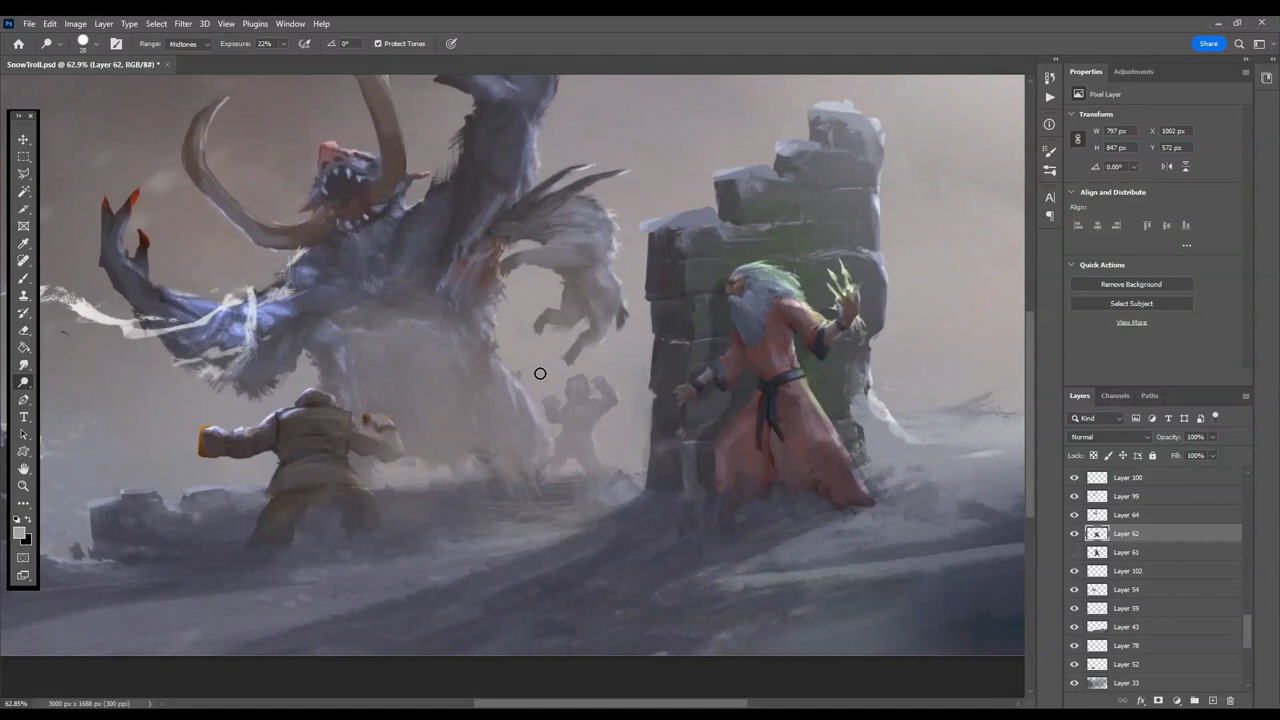 Ps File Edit Image Layer Type Select Filter 3D View Plugins Window Help
28 Range: Midtones Exposure: 22% 0° Protect Tones Share
SnowTroll.psd @ 62.9% (Layer 62, RGB/8#) * ×
Properties Adjustments
Pixel Layer
Transform
W 797 px X 1002 px
H 847 px Y 572 px
0.00°
Align and Distribute
Align:
Quick Actions
Remove Background
Select Subject
View More
Layers Channels Paths
Kind
Normal Opacity: 100%
Lock: Fill: 100%
Layer 100
Layer 99
Layer 64
Layer 62
Layer 61
Layer 102
Layer 54
Layer 59
Layer 43
Layer 78
Layer 52
Layer 33
62.85% 3000 px x 1688 px (300 ppi)